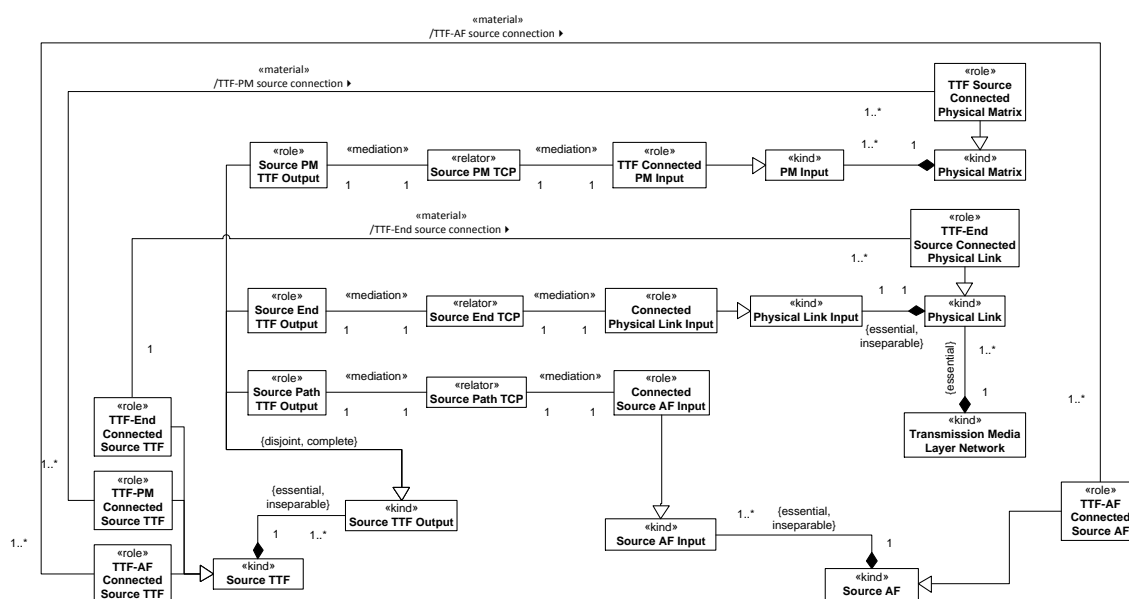 «material»
/TTF-AF source connection
«material»
/TTF-PM source connection
«role»
TTF Source
Connected
Physical Matrix
1..*
«role»
Source PM
TTF Output
«mediation»
1
1
«relator»
Source PM TCP
«mediation»
1
1
«role»
TTF Connected
PM Input
«kind»
PM Input
1..*
1
«kind»
Physical Matrix
«material»
/TTF-End source connection
«role»
TTF-End
Source Connected
Physical Link
1..*
«role»
Source End
TTF Output
«mediation»
1
1
«relator»
Source End TCP
«mediation»
1
1
«role»
Connected
Physical Link Input
«kind»
Physical Link Input
1
1
{essential,
inseparable}
«kind»
Physical Link
1
1..*
{essential}
1
«role»
Source Path
TTF Output
«mediation»
1
1
«relator»
Source Path TCP
«mediation»
1
1
«role»
Connected
Source AF Input
«kind»
Transmission Media
Layer Network
1..*
«role»
TTF-End
Connected
Source TTF
{disjoint, complete}
1..*
«role»
TTF-PM
Connected
Source TTF
{essential,
inseparable}
1
1..*
«kind»
Source TTF Output
«kind»
Source AF Input
1..*
{essential,
inseparable}
1
«role»
TTF-AF
Connected
Source AF
1..*
«role»
TTF-AF
Connected
Source TTF
«kind»
Source TTF
«kind»
Source AF